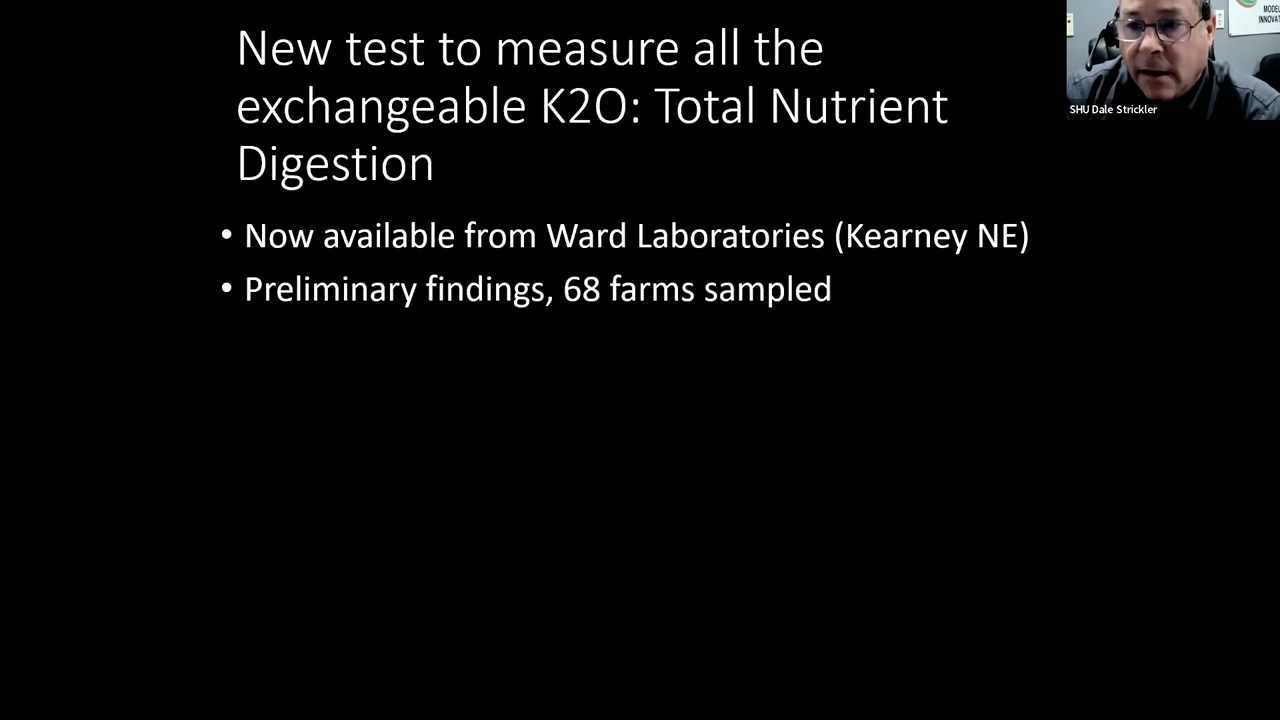 New test to measure all the
exchangeable K2O: Total Nutrient
Digestion
• Now available from Ward Laboratories (Kearney NE)
• Preliminary findings, 68 farms sampled
SHU Dale Strickler